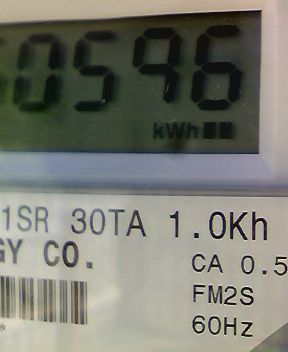 0596
kWh
1SR 30TA 1.0Kh
GY CO.
CA 0.5
FM2S
60Hz